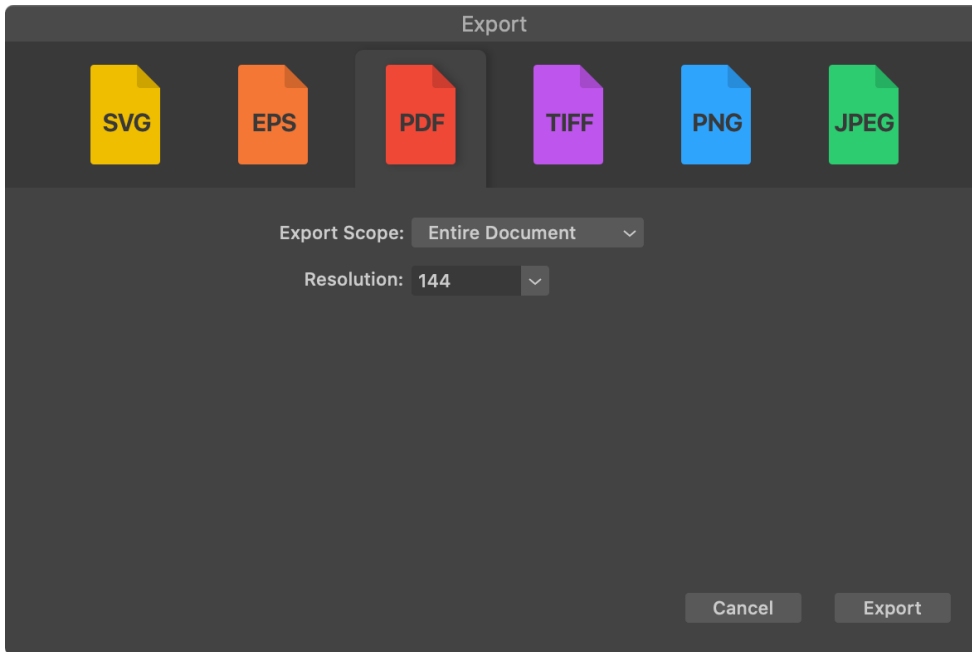 Export
SVG EPS PDF TIFF PNG JPEG
Export Scope: Entire Document
Resolution: 144
Cancel Export